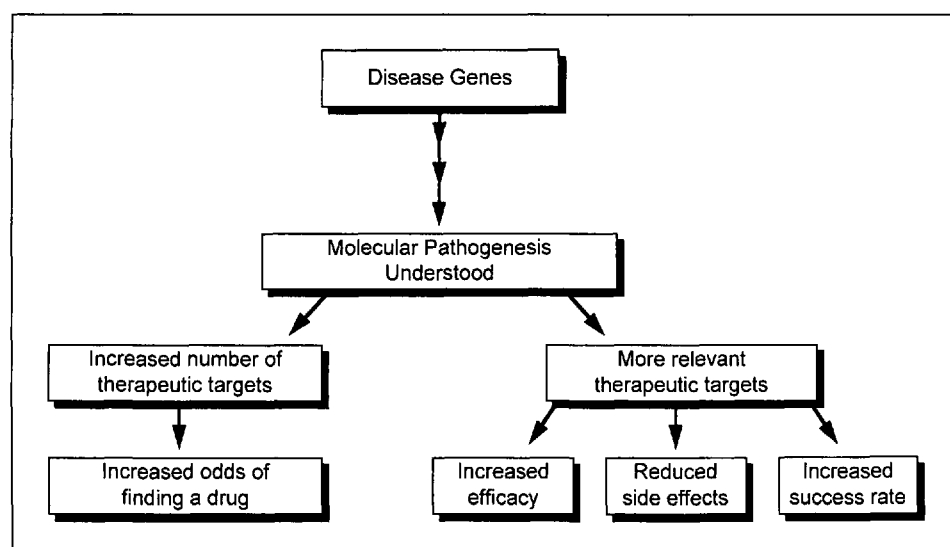 Disease Genes
Molecular Pathogenesis
Understood
Increased number of
therapeutic targets
More relevant
therapeutic targets
Increased odds of
finding a drug
Increased
efficacy
Reduced
side effects
Increased
success rate